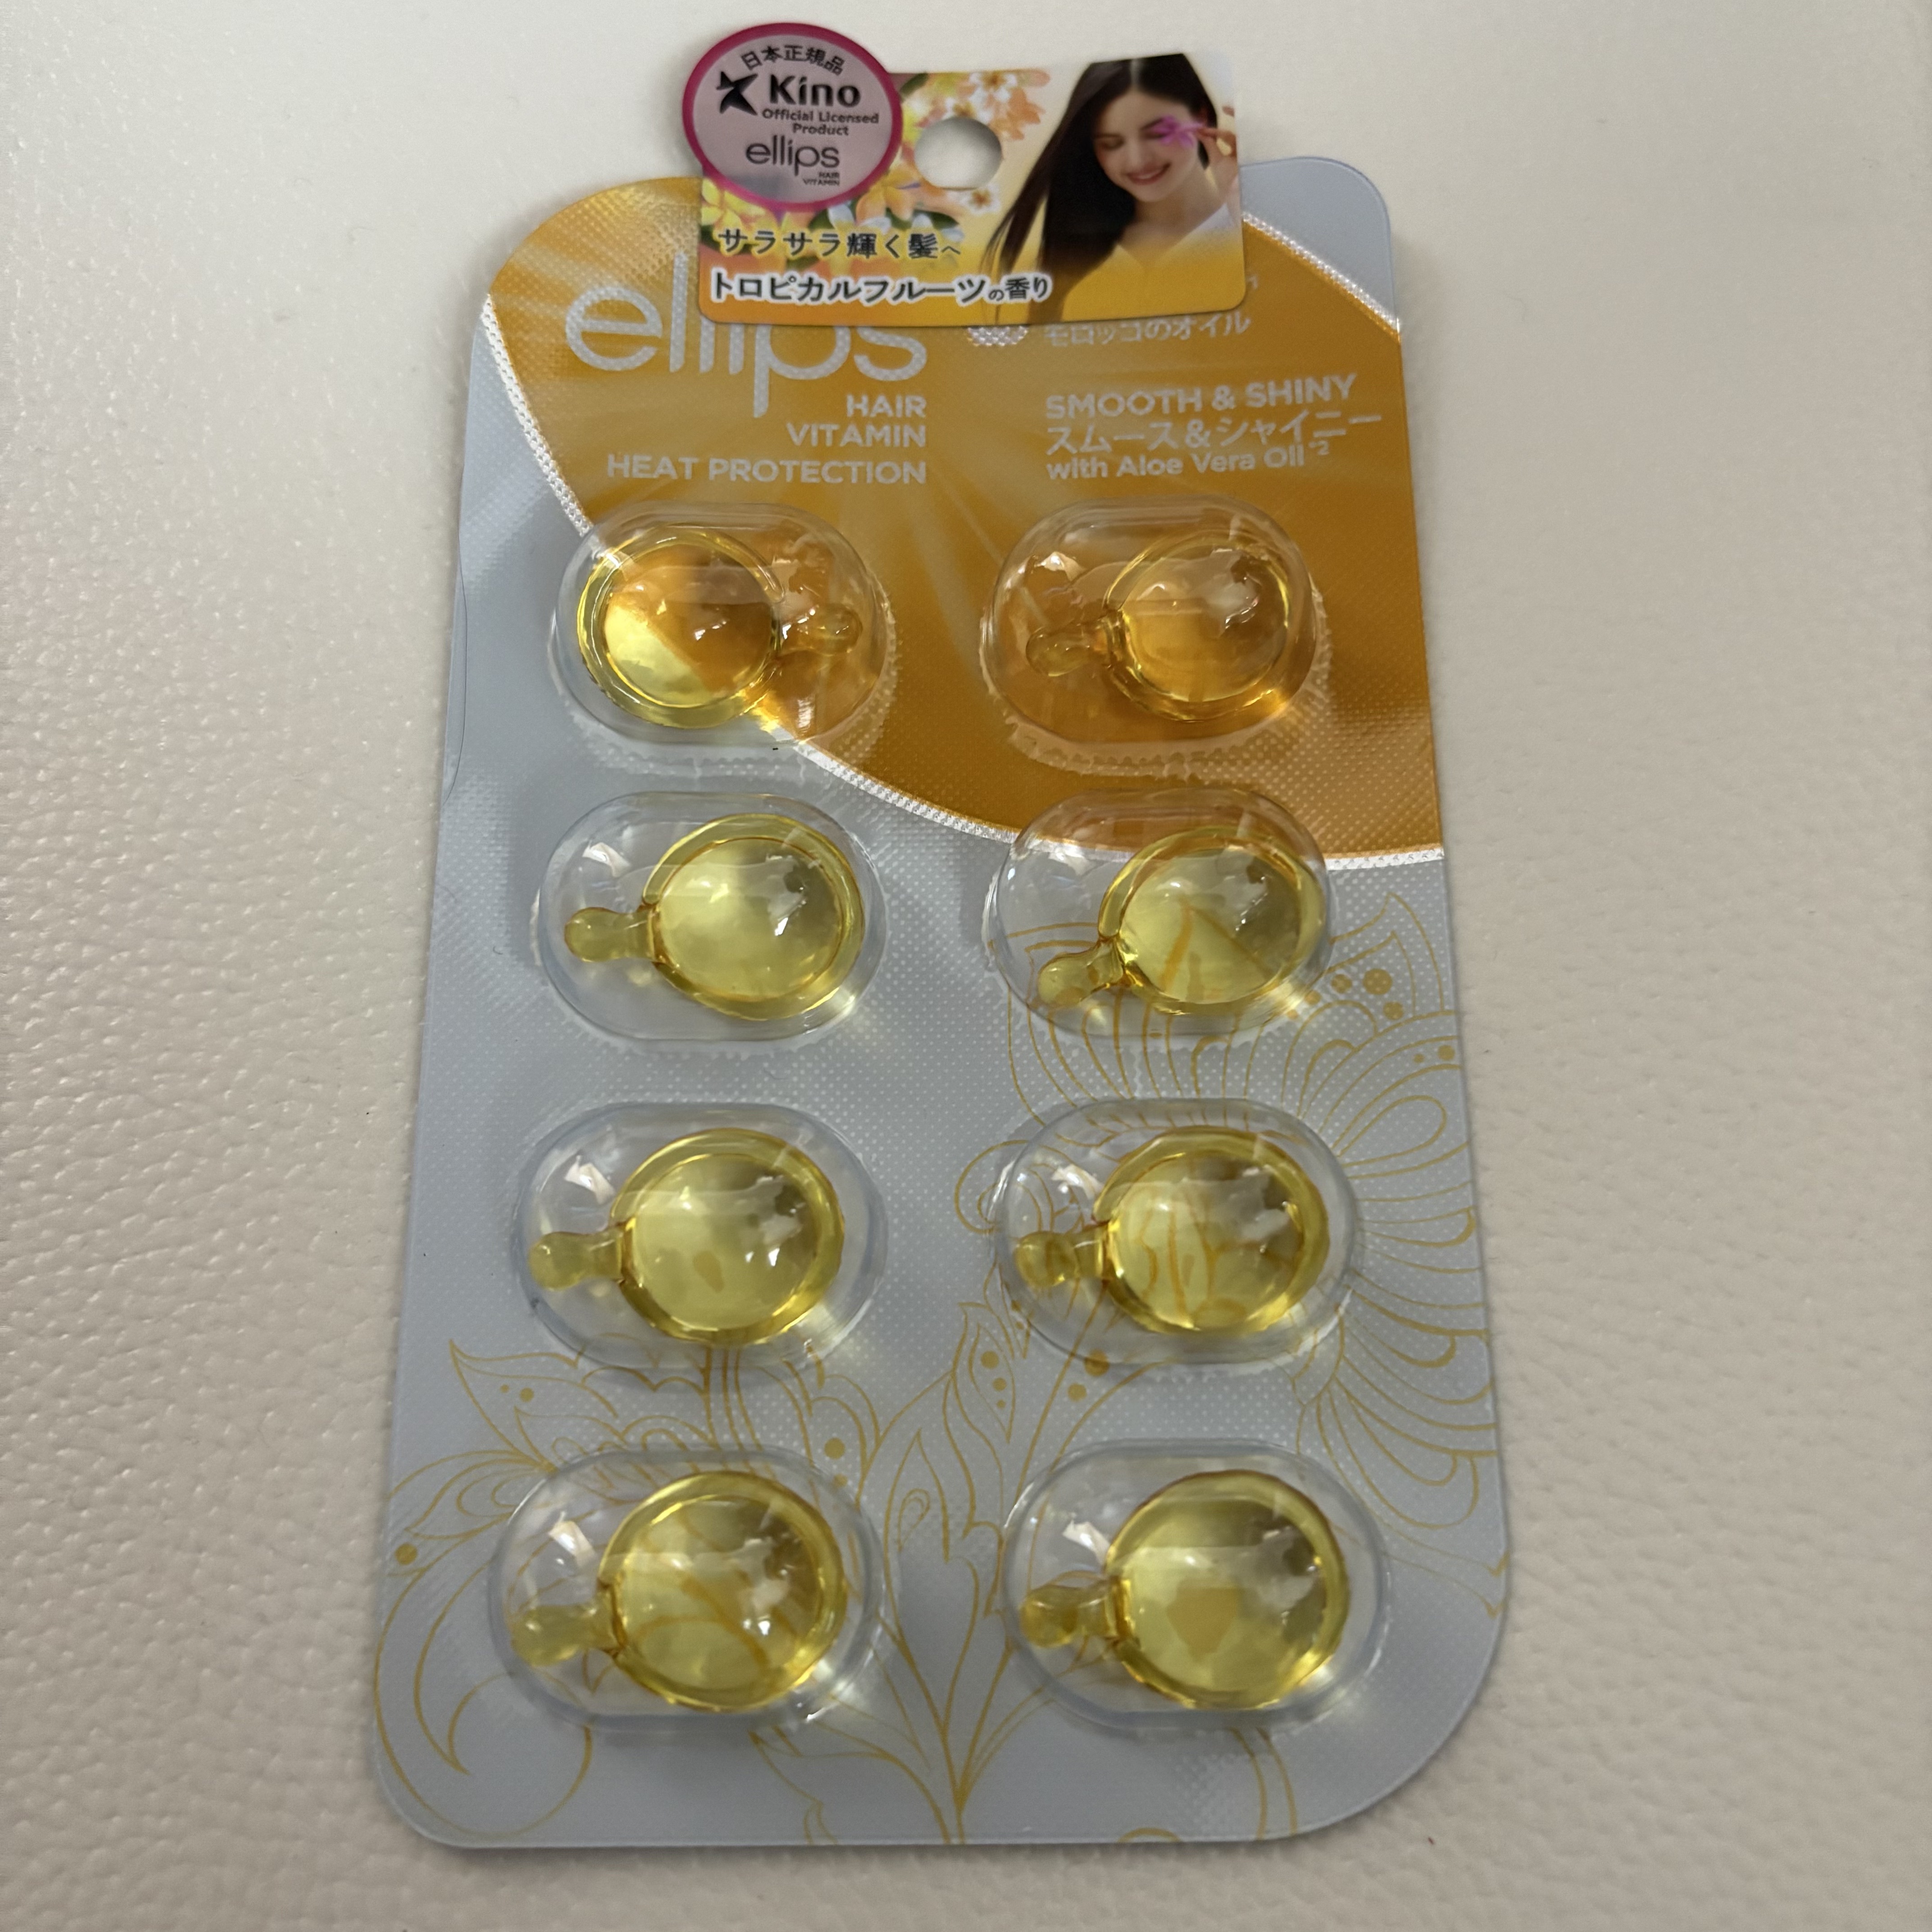 日本正規品
Kino
Official Licensed
Product
ellips
HAIR
VITAMIN
サラサラ輝く髪へ
トロピカルフルーツの香り
ellips
HAIR
VITAMIN
HEAT PROTECTION
モロッコのオイル
SMOOTH & SHINY
スムース&シャイニー
with Aloe Vera Oil*2